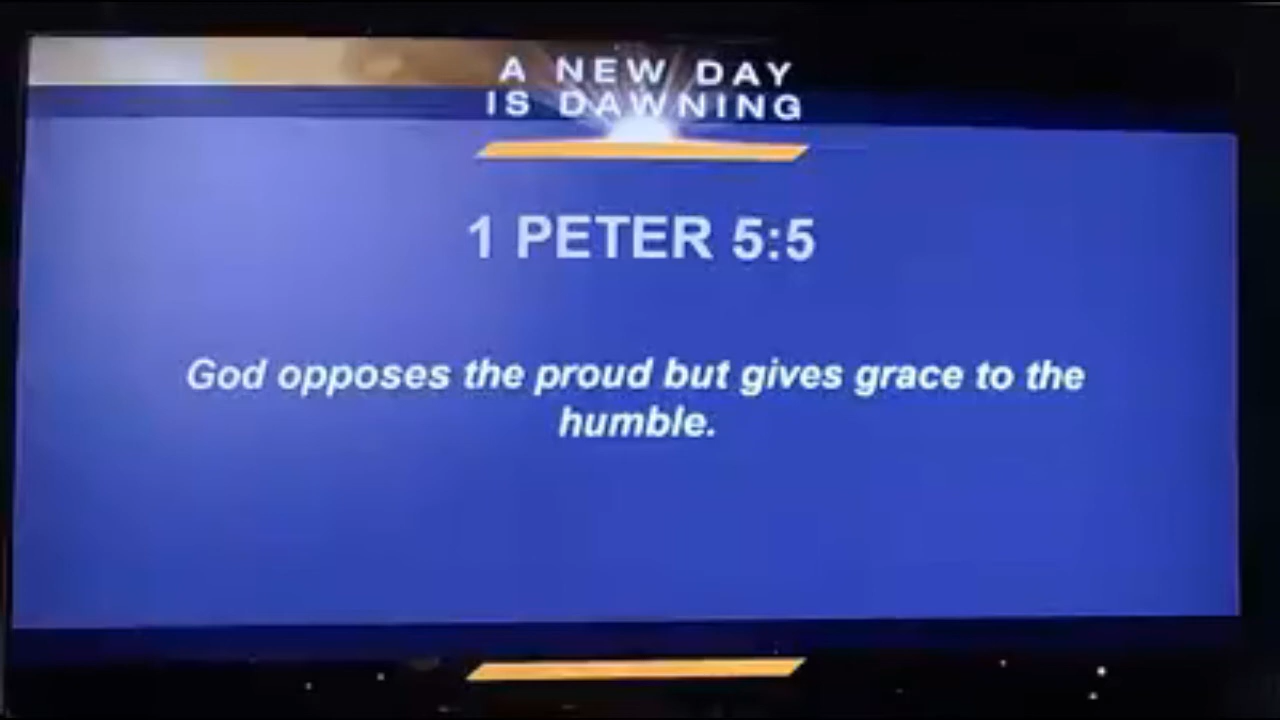 A NEW DAY
IS DAWNING
1 PETER 5:5
God opposes the proud but gives grace to the
humble.